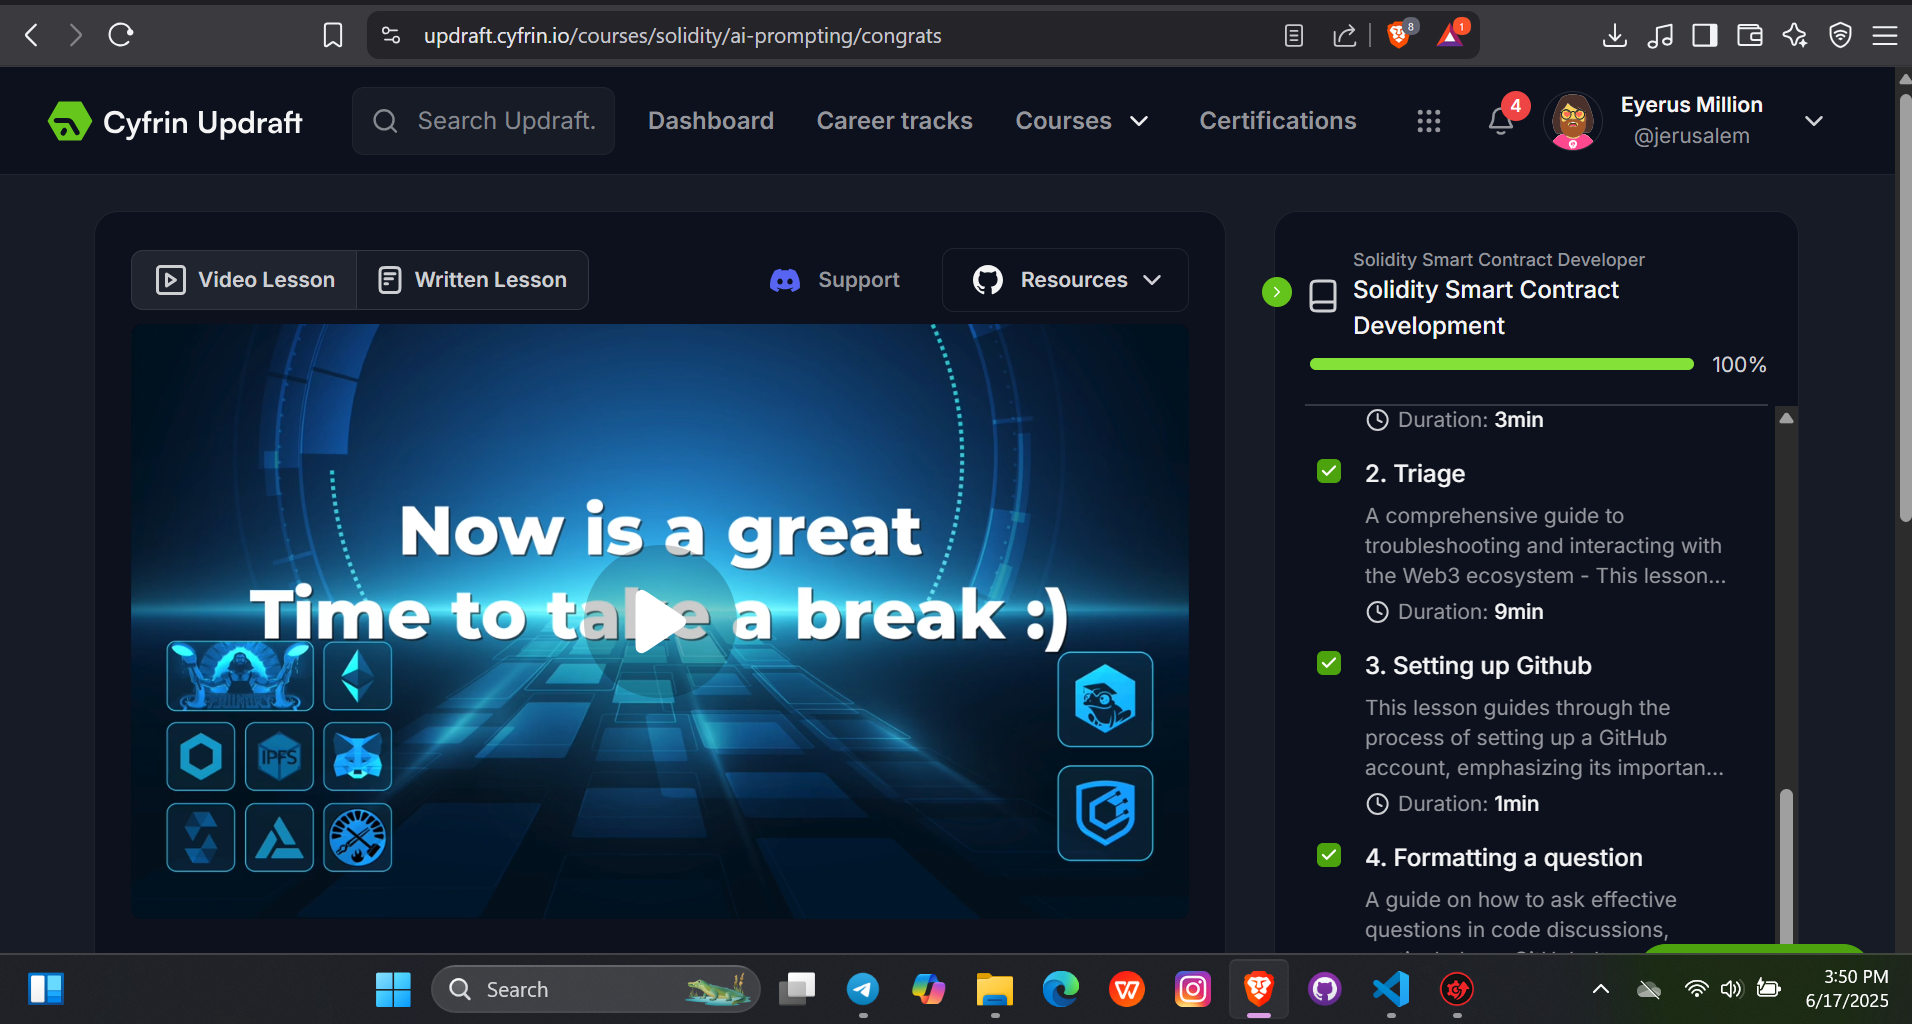 updraft.cyfrin.io/courses/solidity/ai-prompting/congrats
8
1
Cyfrin Updraft
Search Updraft.
Dashboard
Career tracks
Courses
Certifications
4
Eyerus Million
@jerusalem
Video Lesson
Written Lesson
Support
Resources
Now is a great
Time to take a break :)
IPFS
Solidity Smart Contract Developer
Solidity Smart Contract
Development
100%
Duration: 3min
2. Triage
A comprehensive guide to
troubleshooting and interacting with
the Web3 ecosystem - This lesson...
Duration: 9min
3. Setting up Github
This lesson guides through the
process of setting up a GitHub
account, emphasizing its importan...
Duration: 1min
4. Formatting a question
A guide on how to ask effective
questions in code discussions,
Search
3:50 PM
6/17/2025